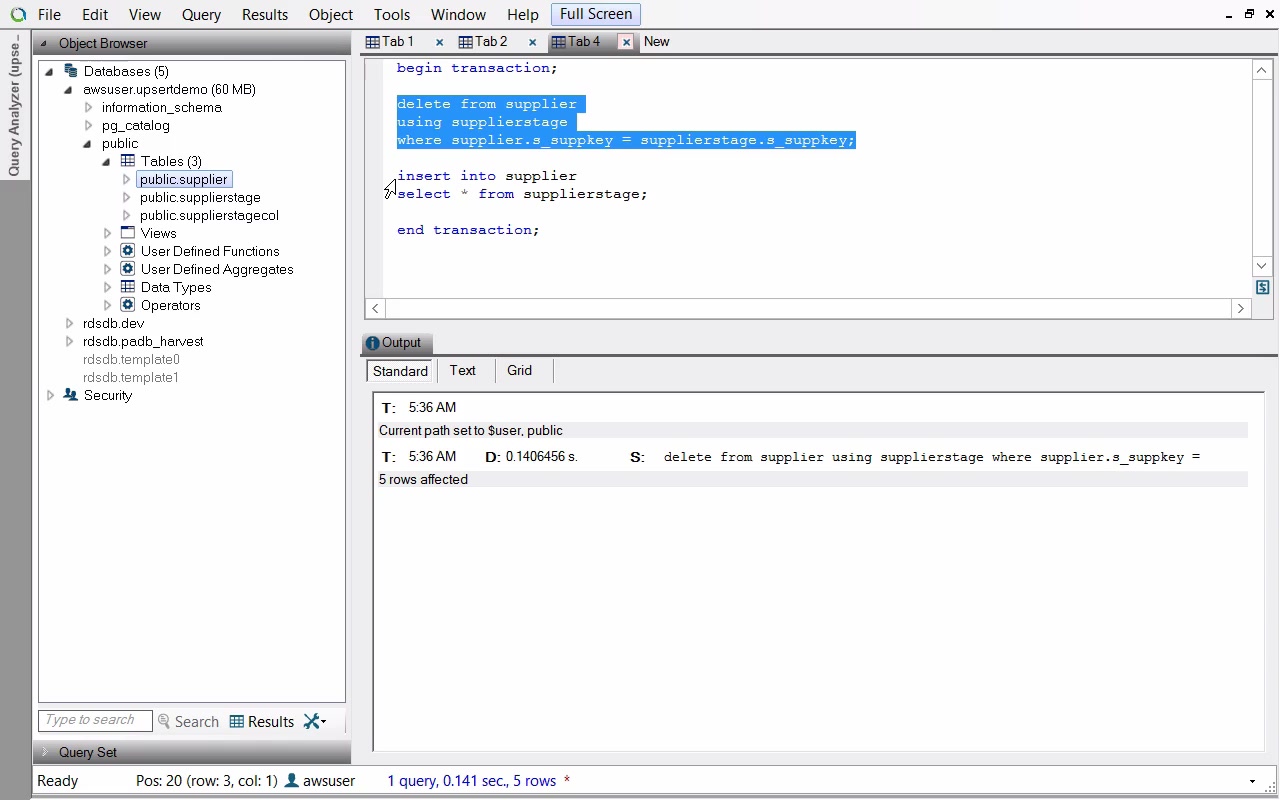 File Edit View Query Results Object Tools Window Help Full Screen
Query Analyzer (upse...
Object Browser
Databases (5)
awsuser.upsertdemo (60 MB)
information_schema
pg_catalog
public
Tables (3)
public.supplier
public.supplierstage
public.supplierstagecol
Views
User Defined Functions
User Defined Aggregates
Data Types
Operators
rdsdb.dev
rdsdb.padb_harvest
rdsdb.template0
rdsdb.template1
Security
Type to search Search Results
Query Set
Tab 1 Tab 2 Tab 4 New
begin transaction;
delete from supplier
using supplierstage
where supplier.s_suppkey = supplierstage.s_suppkey;
insert into supplier
select * from supplierstage;
end transaction;
Output
Standard Text Grid
T: 5:36 AM
Current path set to $user, public
T: 5:36 AM D: 0.1406456 s. S: delete from supplier using supplierstage where supplier.s_suppkey =
5 rows affected
Ready Pos: 20 (row: 3, col: 1) awsuser 1 query, 0.141 sec., 5 rows *